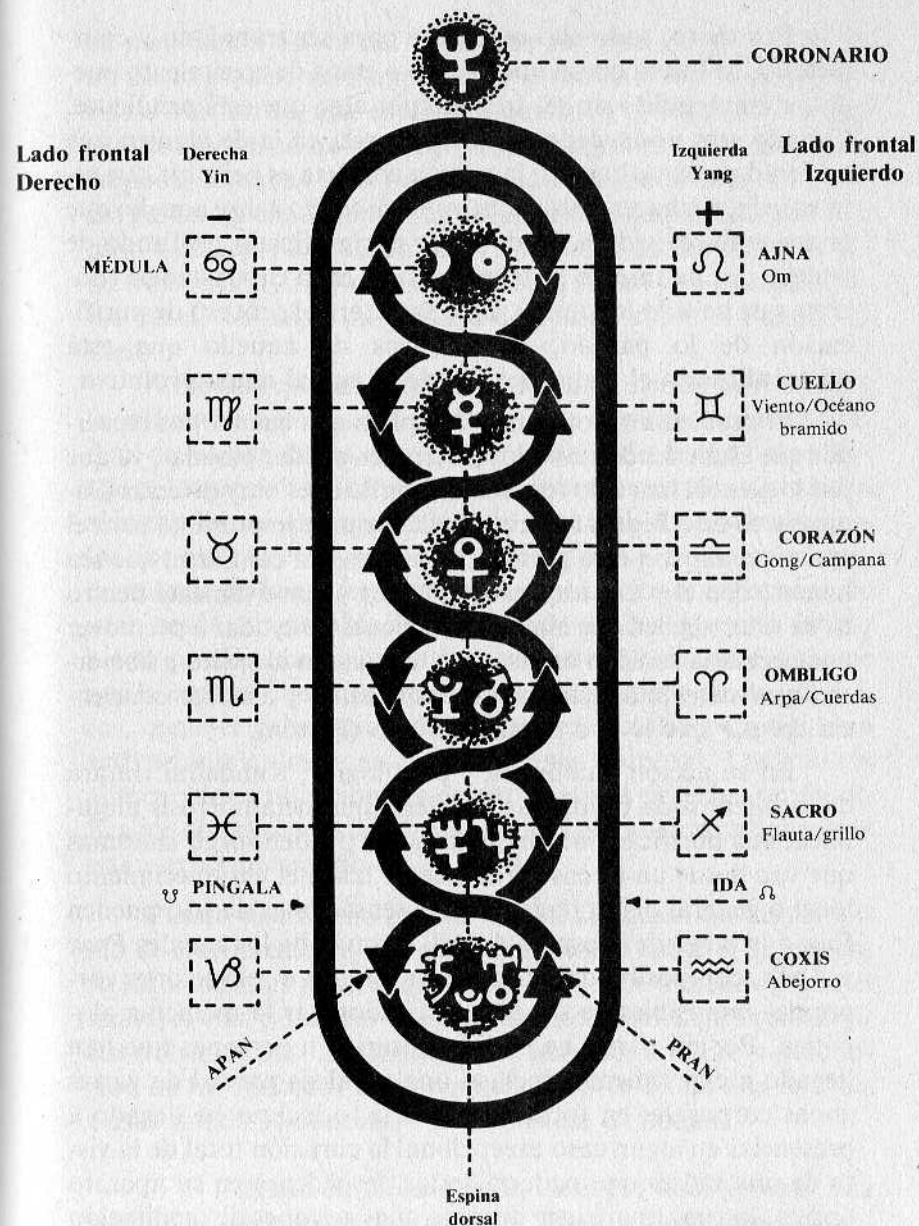 CORONARIO
Lado frontal
Derecho
Derecha
Yin
Izquierda
Yang
Lado frontal
Izquierdo
−
+
MÉDULA
♋
♌
AJNA
Om
♍
♊
CUELLO
Viento/Océano
bramido
♉
♎
CORAZÓN
Gong/Campana
♏
♈
OMBLIGO
Arpa/Cuerdas
♓
♐
SACRO
Flauta/grillo
☋ PINGALA
IDA ☊
♑
♒
COXIS
Abejorro
APAN
PRAN
Espina
dorsal